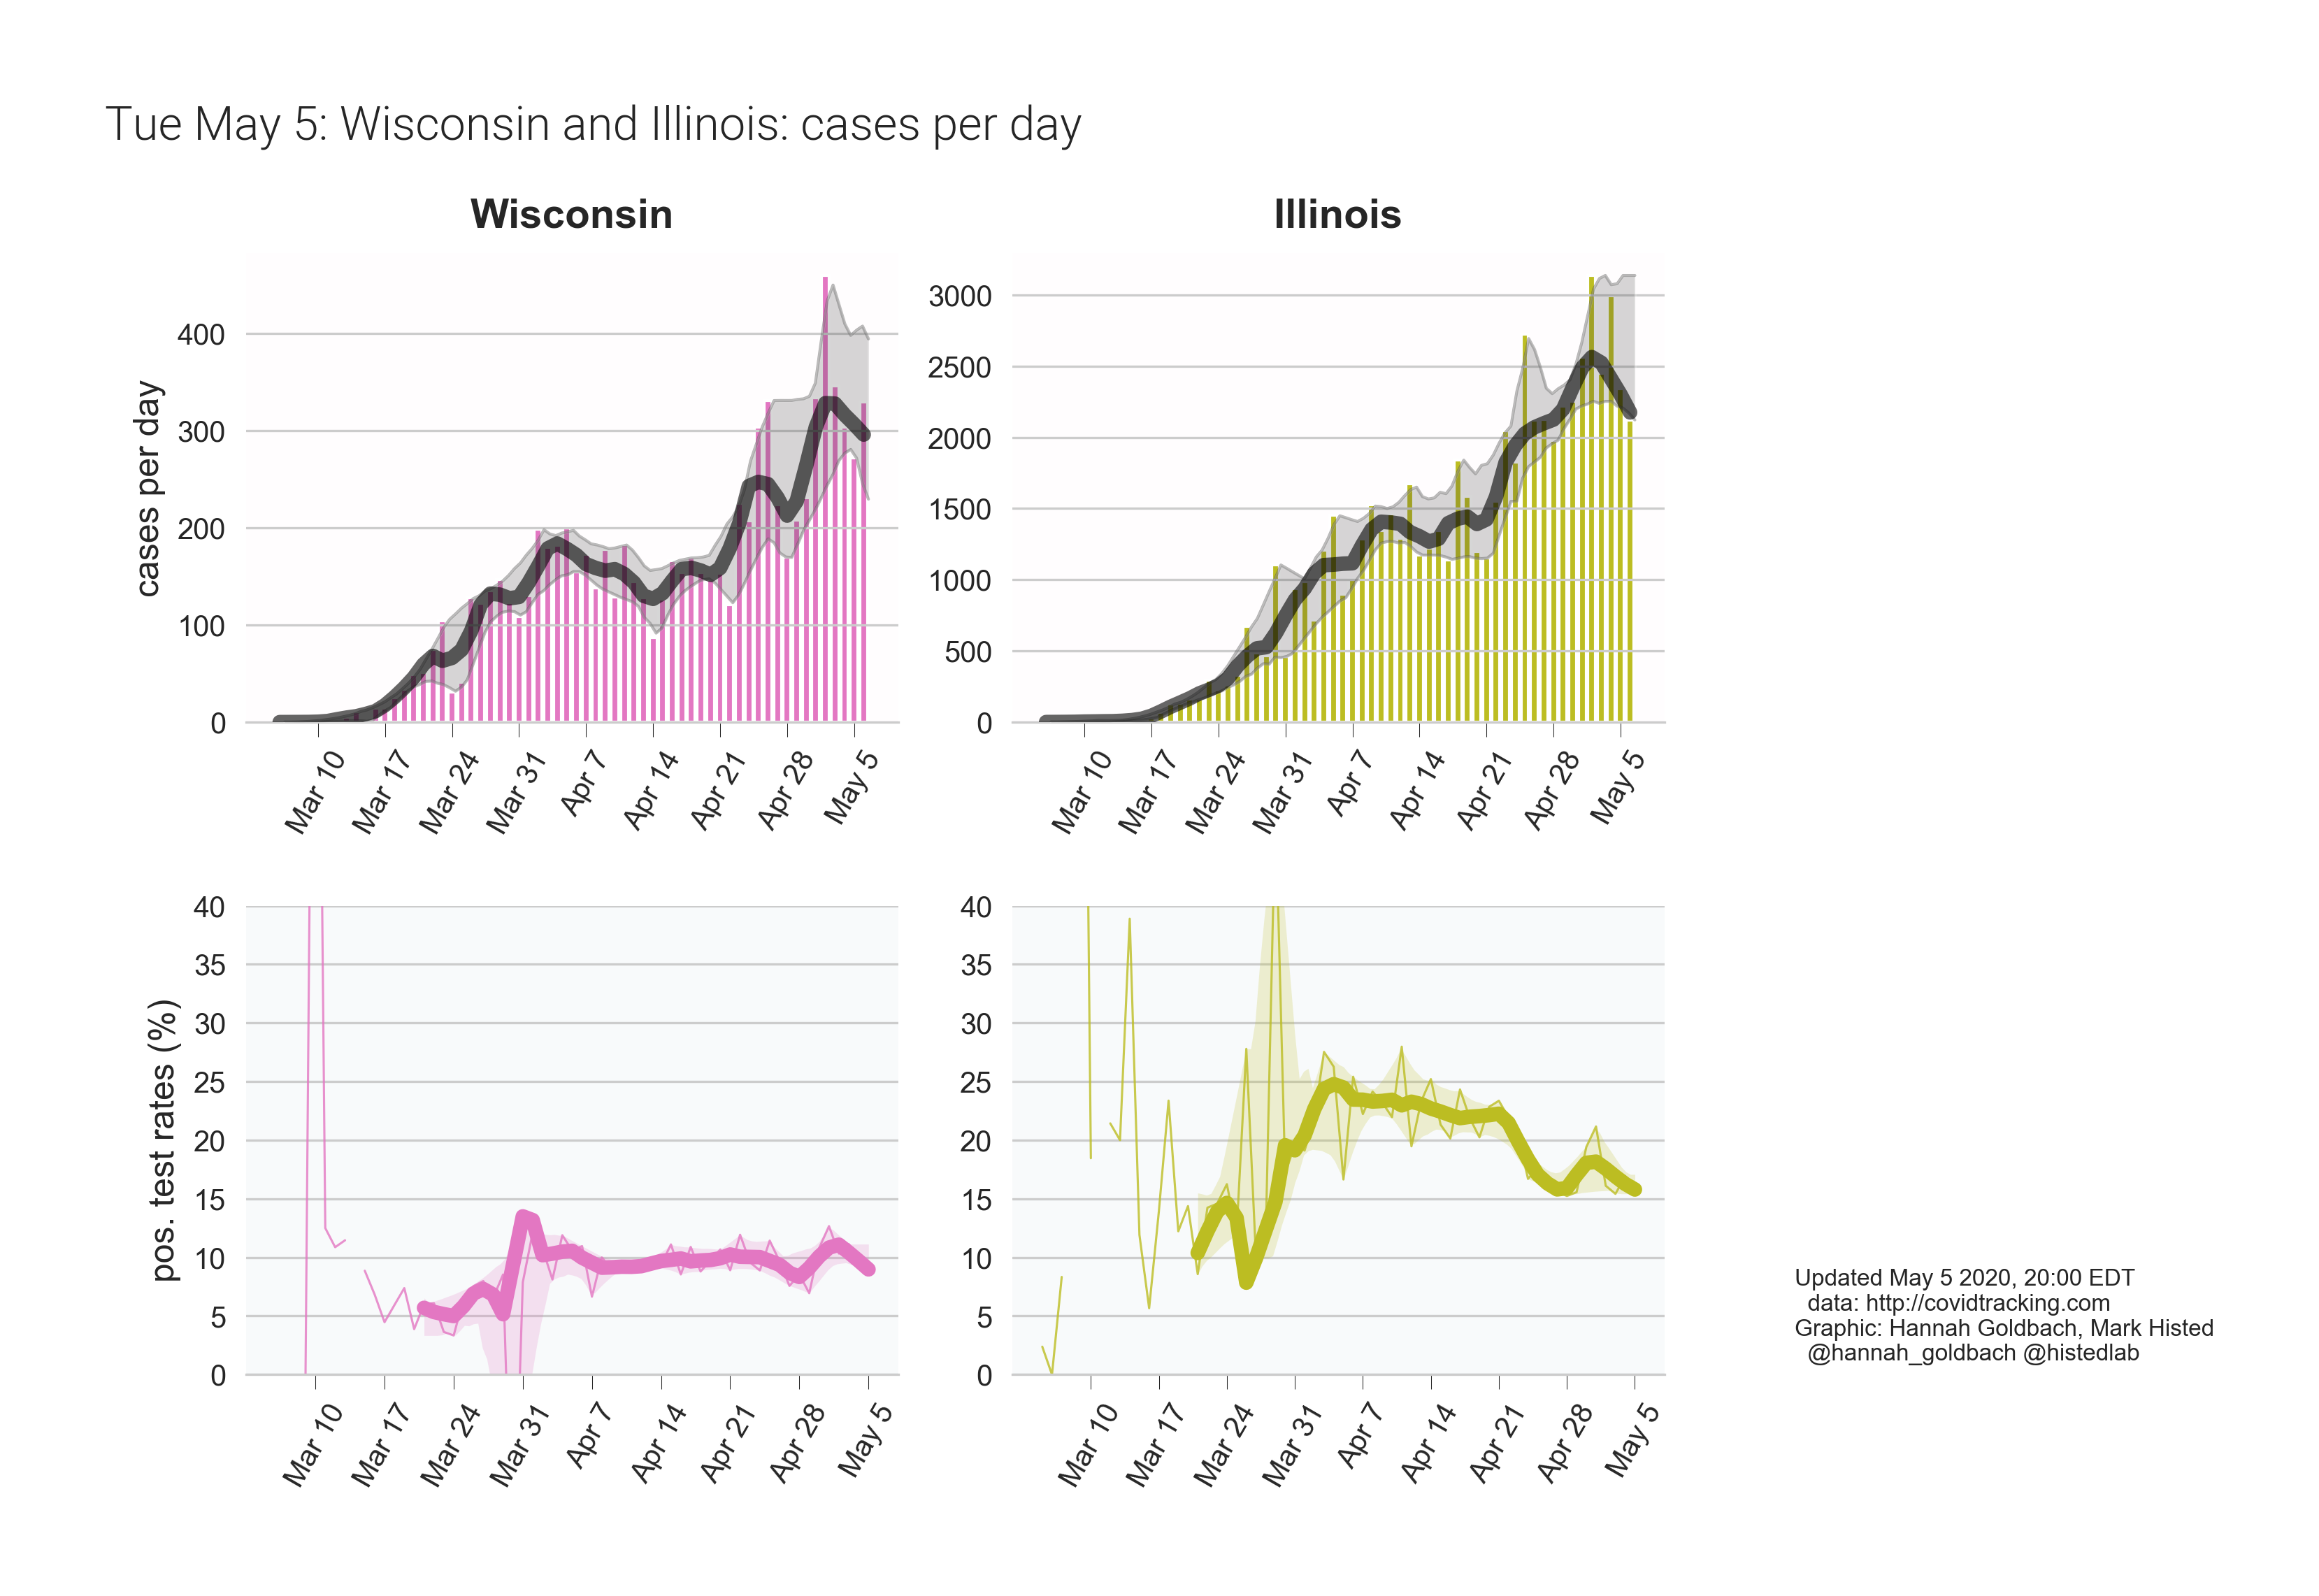 Tue May 5: Wisconsin and Illinois: cases per day
Wisconsin
cases per day
400
300
200
100
0
Mar 10
Mar 17
Mar 24
Mar 31
Apr 7
Apr 14
Apr 21
Apr 28
May 5
Illinois
3000
2500
2000
1500
1000
500
0
Mar 10
Mar 17
Mar 24
Mar 31
Apr 7
Apr 14
Apr 21
Apr 28
May 5
pos. test rates (%)
40
35
30
25
20
15
10
5
0
Mar 10
Mar 17
Mar 24
Mar 31
Apr 7
Apr 14
Apr 21
Apr 28
May 5
40
35
30
25
20
15
10
5
0
Mar 10
Mar 17
Mar 24
Mar 31
Apr 7
Apr 14
Apr 21
Apr 28
May 5
Updated May 5 2020, 20:00 EDT
data: http://covidtracking.com
Graphic: Hannah Goldbach, Mark Histed
@hannah_goldbach @histedlab